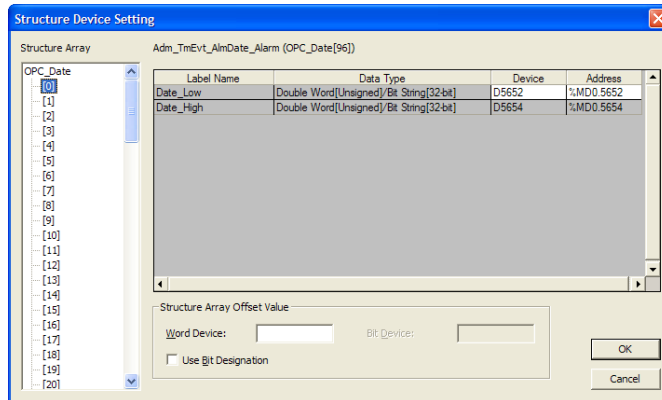 Structure Device Setting
Structure Array
Adm_TmEvt_AlmDate_Alarm (OPC_Date[96])
OPC_Date
[0]
[1]
[2]
[3]
[4]
[5]
[6]
[7]
[8]
[9]
[10]
[11]
[12]
[13]
[14]
[15]
[16]
[17]
[18]
[19]
[20]
Label Name Data Type Device Address
Date_Low Double Word[Unsigned]/Bit String[32-bit] D5652 %MD0.5652
Date_High Double Word[Unsigned]/Bit String[32-bit] D5654 %MD0.5654
Structure Array Offset Value
Word Device: Bit Device:
Use Bit Designation
OK
Cancel